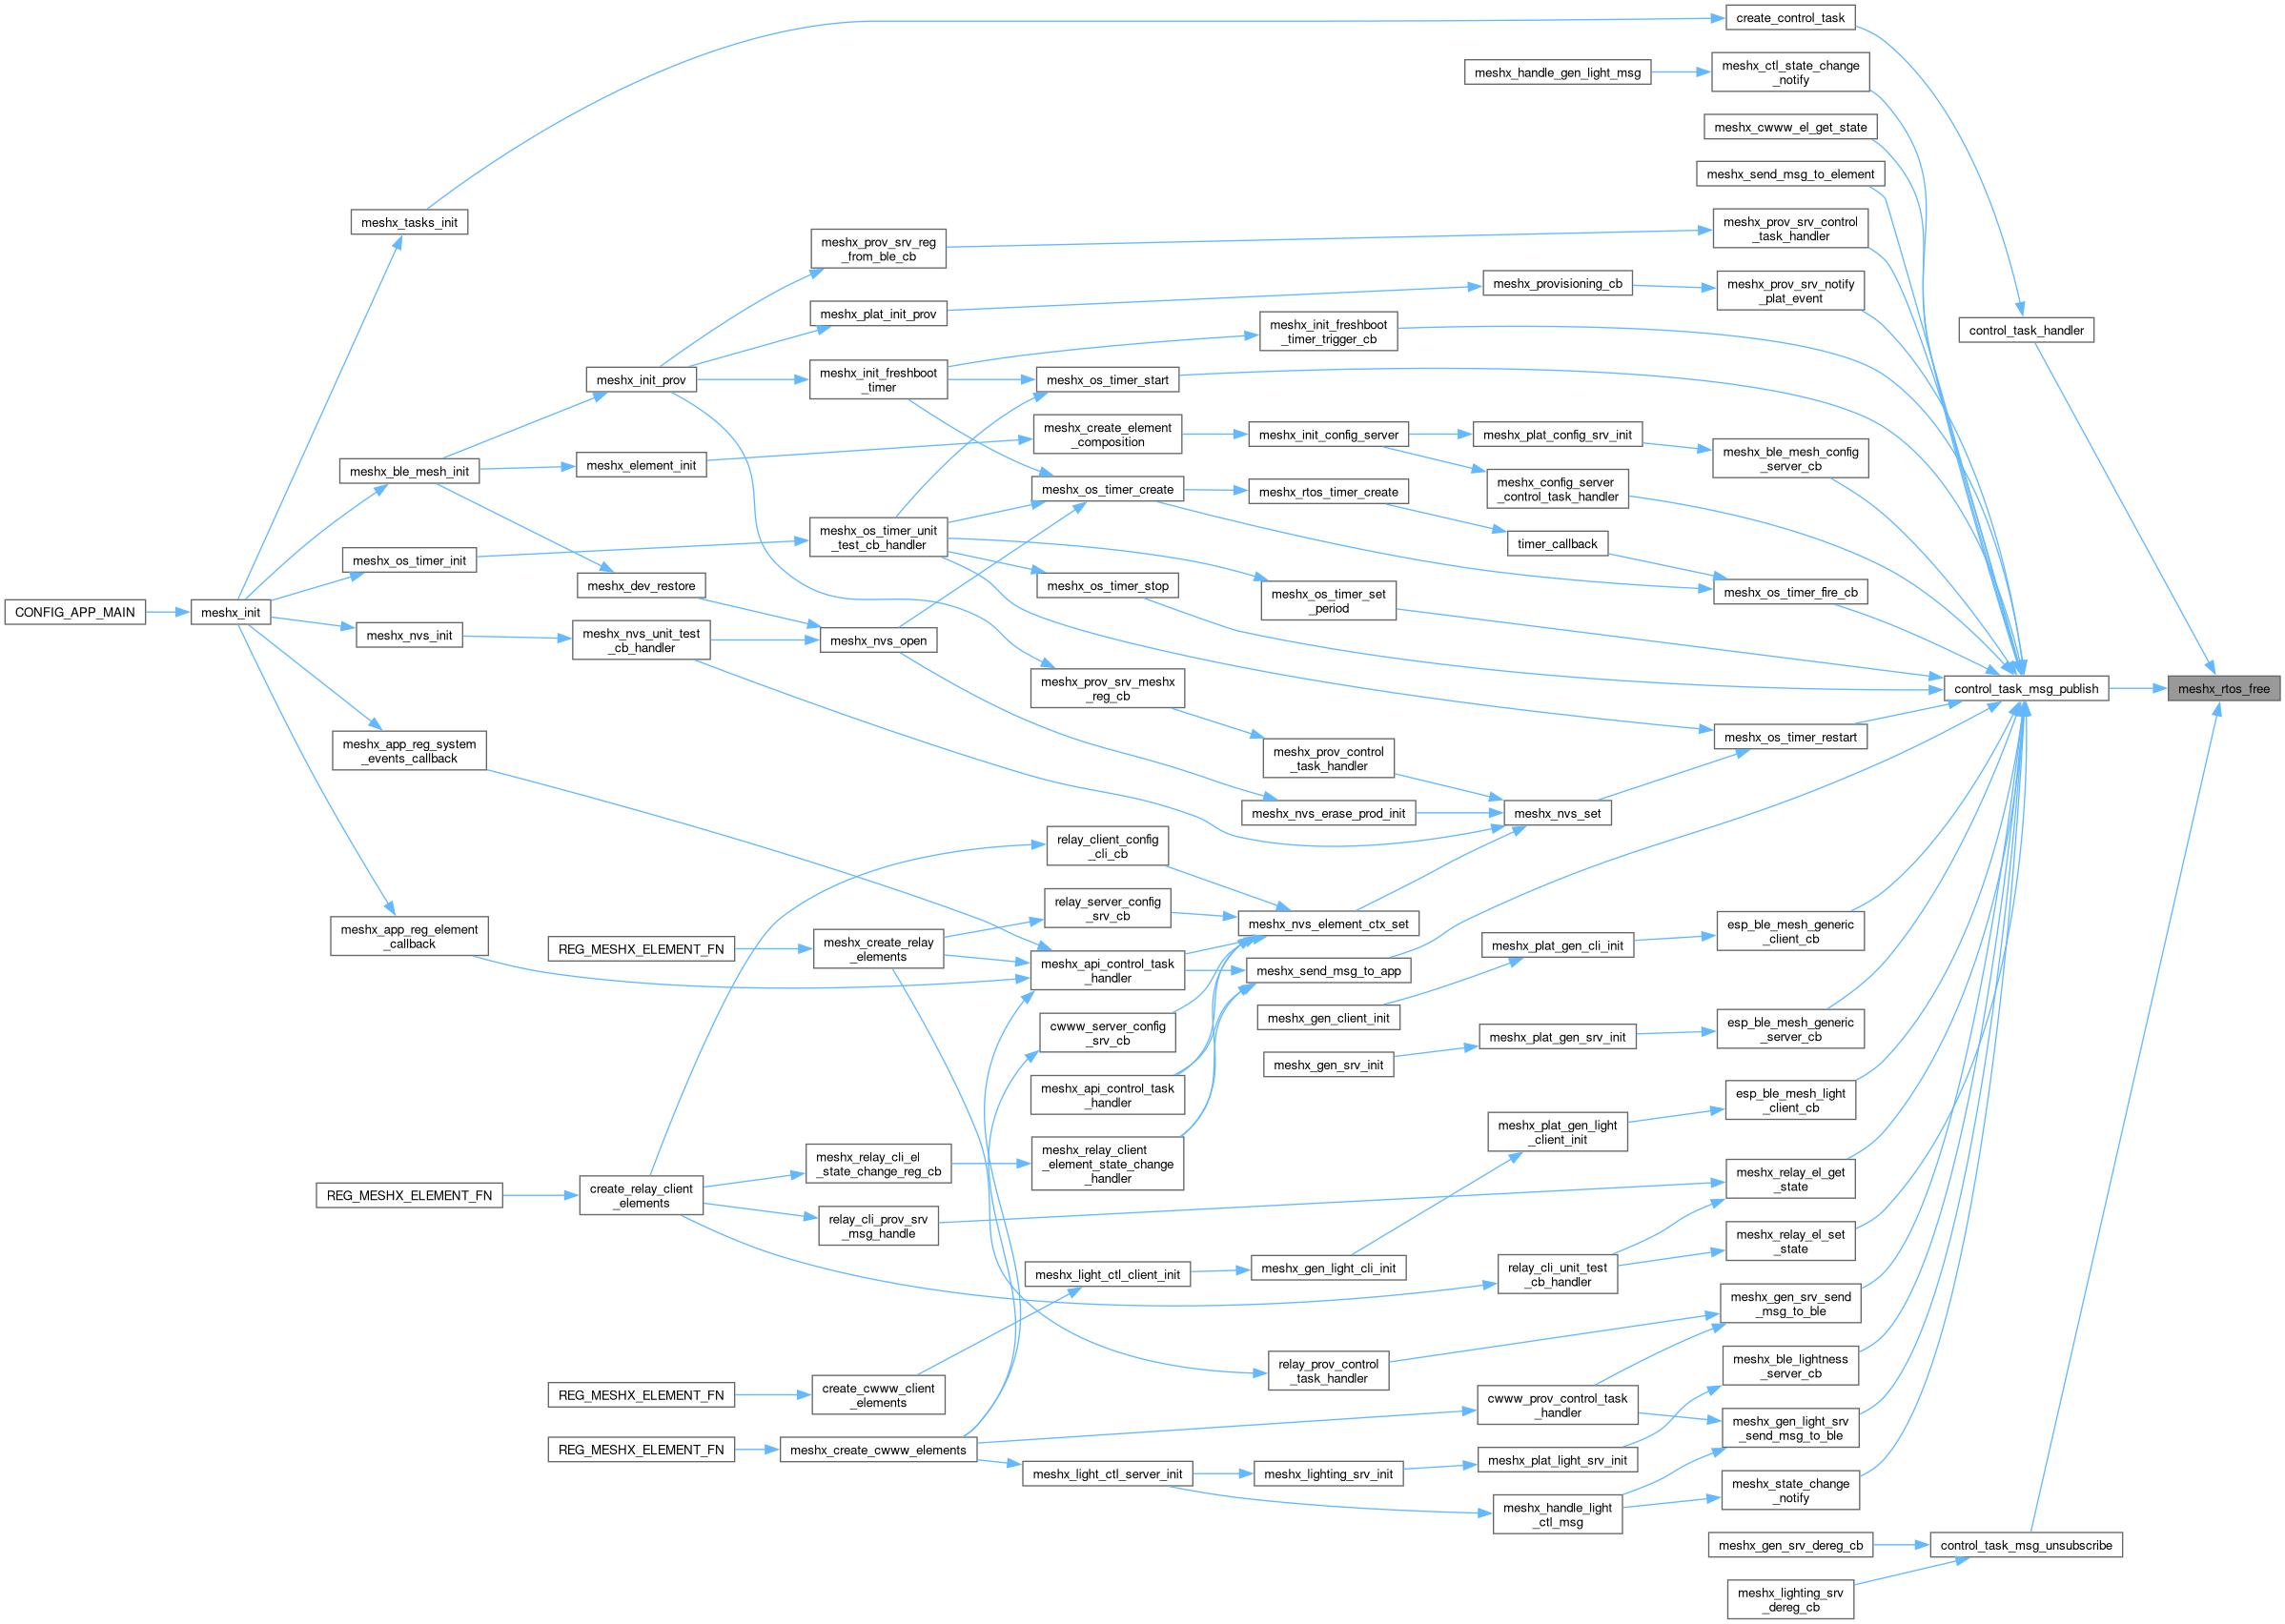 create_control_task
meshx_ctl_state_change
_notify
meshx_handle_gen_light_msg
meshx_cwww_el_get_state
meshx_send_msg_to_element
meshx_tasks_init
meshx_prov_srv_reg
_from_ble_cb
meshx_prov_srv_control
_task_handler
meshx_plat_init_prov
meshx_provisioning_cb
meshx_prov_srv_notify
_plat_event
meshx_init_freshboot
_timer_trigger_cb
control_task_handler
meshx_init_prov
meshx_init_freshboot
_timer
meshx_os_timer_start
meshx_create_element
_composition
meshx_init_config_server
meshx_plat_config_srv_init
meshx_ble_mesh_config
_server_cb
meshx_ble_mesh_init
meshx_element_init
meshx_os_timer_create
meshx_rtos_timer_create
meshx_config_server
_control_task_handler
meshx_os_timer_unit
_test_cb_handler
timer_callback
meshx_os_timer_init
meshx_dev_restore
meshx_os_timer_stop
meshx_os_timer_set
_period
meshx_os_timer_fire_cb
CONFIG_APP_MAIN
meshx_init
meshx_nvs_init
meshx_nvs_unit_test
_cb_handler
meshx_nvs_open
meshx_prov_srv_meshx
_reg_cb
control_task_msg_publish
meshx_rtos_free
meshx_app_reg_system
_events_callback
meshx_prov_control
_task_handler
meshx_os_timer_restart
meshx_nvs_erase_prod_init
meshx_nvs_set
relay_client_config
_cli_cb
relay_server_config
_srv_cb
meshx_nvs_element_ctx_set
meshx_app_reg_element
_callback
REG_MESHX_ELEMENT_FN
meshx_create_relay
_elements
meshx_api_control_task
_handler
meshx_send_msg_to_app
meshx_plat_gen_cli_init
esp_ble_mesh_generic
_client_cb
meshx_gen_client_init
cwww_server_config
_srv_cb
meshx_gen_srv_init
meshx_plat_gen_srv_init
esp_ble_mesh_generic
_server_cb
meshx_api_control_task
_handler
esp_ble_mesh_light
_client_cb
meshx_plat_gen_light
_client_init
meshx_relay_client
_element_state_change
_handler
meshx_relay_cli_el
_state_change_reg_cb
REG_MESHX_ELEMENT_FN
create_relay_client
_elements
meshx_relay_el_get
_state
relay_cli_prov_srv
_msg_handle
meshx_relay_el_set
_state
meshx_light_ctl_client_init
meshx_gen_light_cli_init
relay_cli_unit_test
_cb_handler
meshx_gen_srv_send
_msg_to_ble
relay_prov_control
_task_handler
meshx_ble_lightness
_server_cb
REG_MESHX_ELEMENT_FN
create_cwww_client
_elements
cwww_prov_control_task
_handler
meshx_gen_light_srv
_send_msg_to_ble
REG_MESHX_ELEMENT_FN
meshx_create_cwww_elements
meshx_light_ctl_server_init
meshx_lighting_srv_init
meshx_plat_light_srv_init
meshx_state_change
_notify
meshx_handle_light
_ctl_msg
meshx_gen_srv_dereg_cb
control_task_msg_unsubscribe
meshx_lighting_srv
_dereg_cb